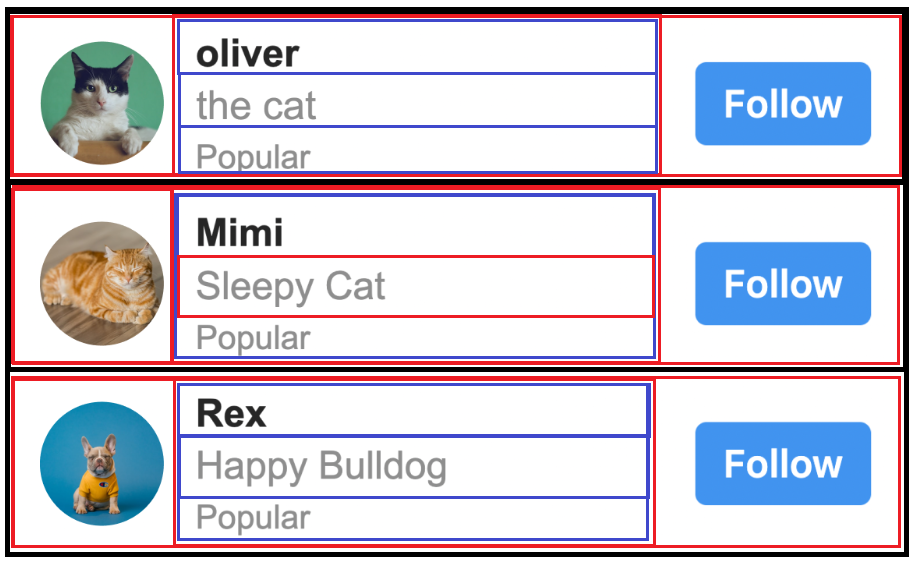 oliver
the cat
Popular
Follow
Mimi
Sleepy Cat
Popular
Follow
Rex
Happy Bulldog
Popular
Follow